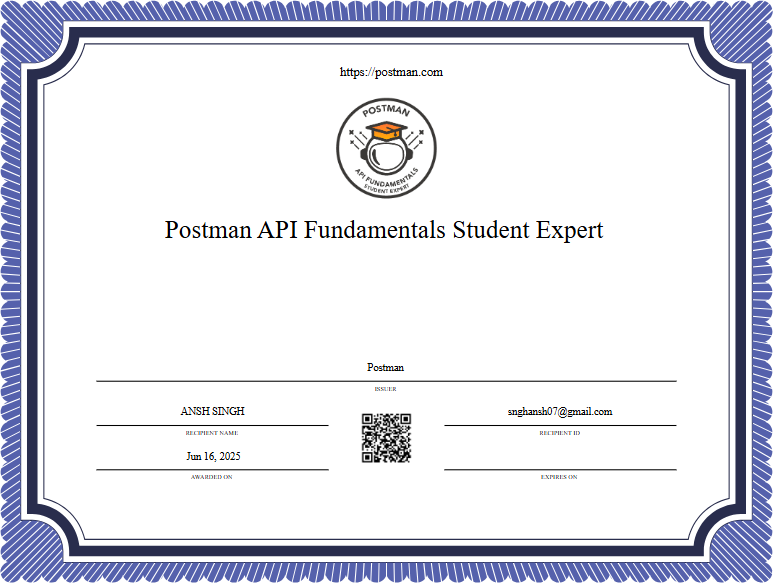 https://postman.com
POSTMAN
API FUNDAMENTALS
STUDENT EXPERT
Postman API Fundamentals Student Expert
Postman
ISSUER
ANSH SINGH
snghansh07@gmail.com
RECIPIENT NAME
RECIPIENT ID
Jun 16, 2025
AWARDED ON
EXPIRES ON